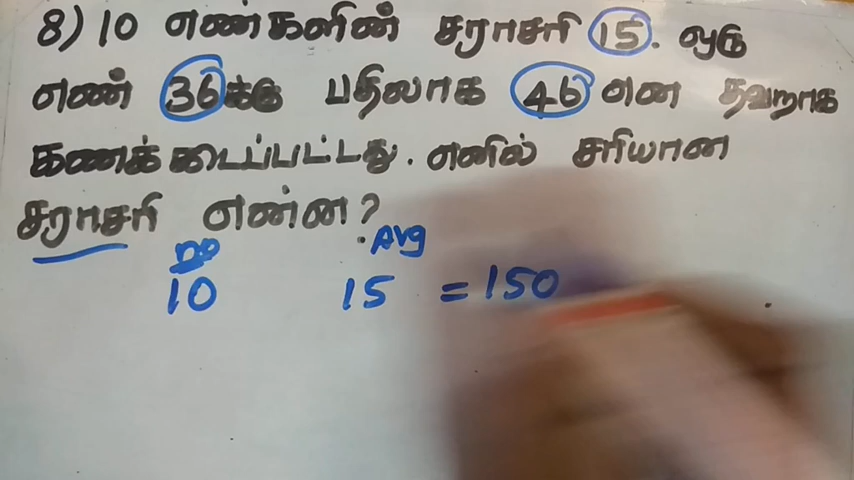 8) 10 எண்களின் சராசரி 15. ஒரு
எண் 36க்கு பதிலாக 46 என தவறாக
கணக்கிடைப்பட்டது. எனில் சரியான
சராசரி என்ன?
no Avg
10 15 = 150